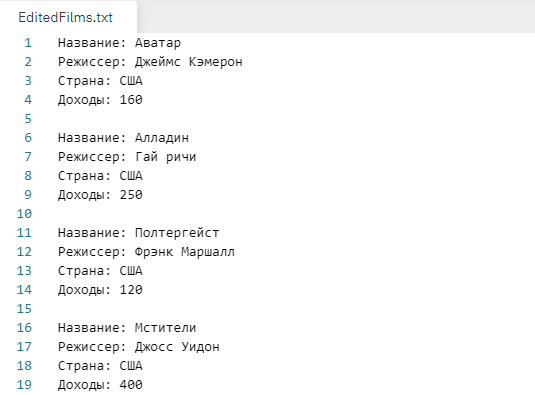 EditedFilms.txt
1 Название: Аватар
2 Режиссер: Джеймс Кэмерон
3 Страна: США
4 Доходы: 160
5
6 Название: Алладин
7 Режиссер: Гай ричи
8 Страна: США
9 Доходы: 250
10
11 Название: Полтергейст
12 Режиссер: Фрэнк Маршалл
13 Страна: США
14 Доходы: 120
15
16 Название: Мстители
17 Режиссер: Джосс Уидон
18 Страна: США
19 Доходы: 400